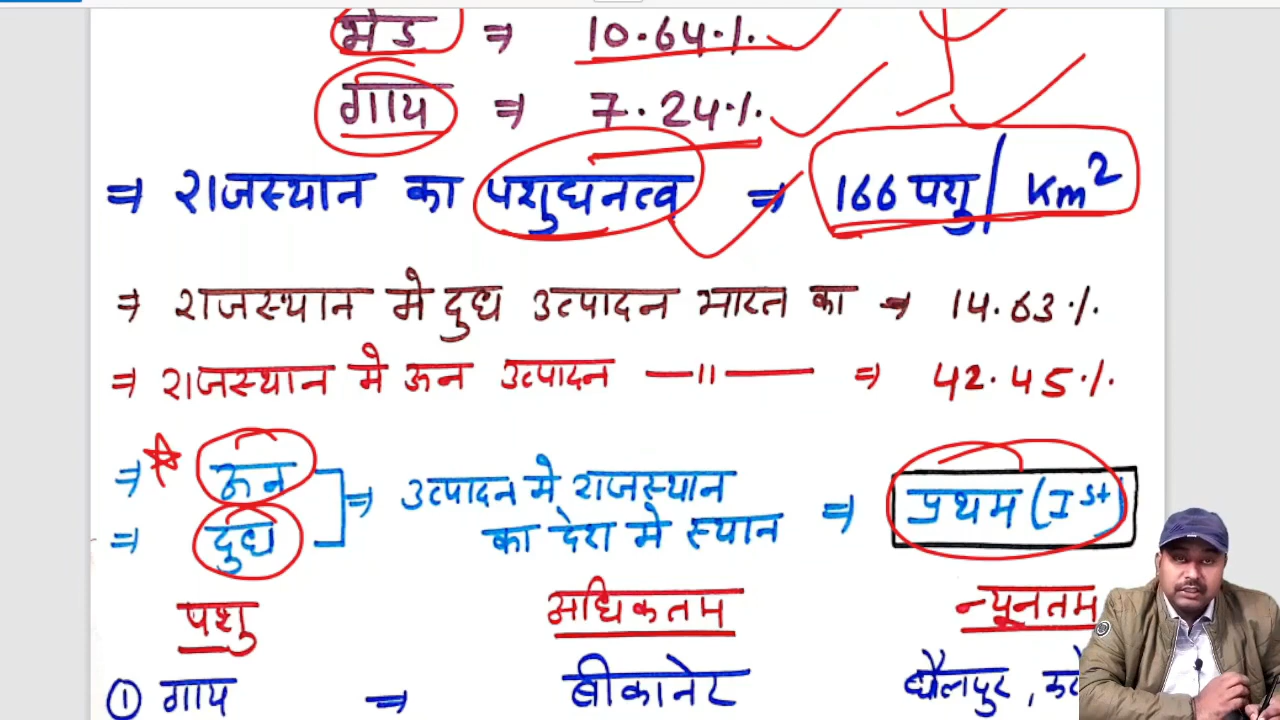 भेड ⇒ 10.64%
गाय ⇒ 7.24%
⇒ राजस्थान का पशुघनत्व ⇒ 166 पशु/Km²
⇒ राजस्थान मे दुध उत्पादन भारत का ⇒ 14.63%
⇒ राजस्थान मे ऊन उत्पादन —〃— ⇒ 42.45%
⇒ ऊन
⇒ दुध
⇒ उत्पादन मे राजस्थान
का देश मे स्थान ⇒ प्रथम (Ist)
पशु अधिकतम न्यूनतम
① गाय ⇒ बीकानेर धौलपुर,